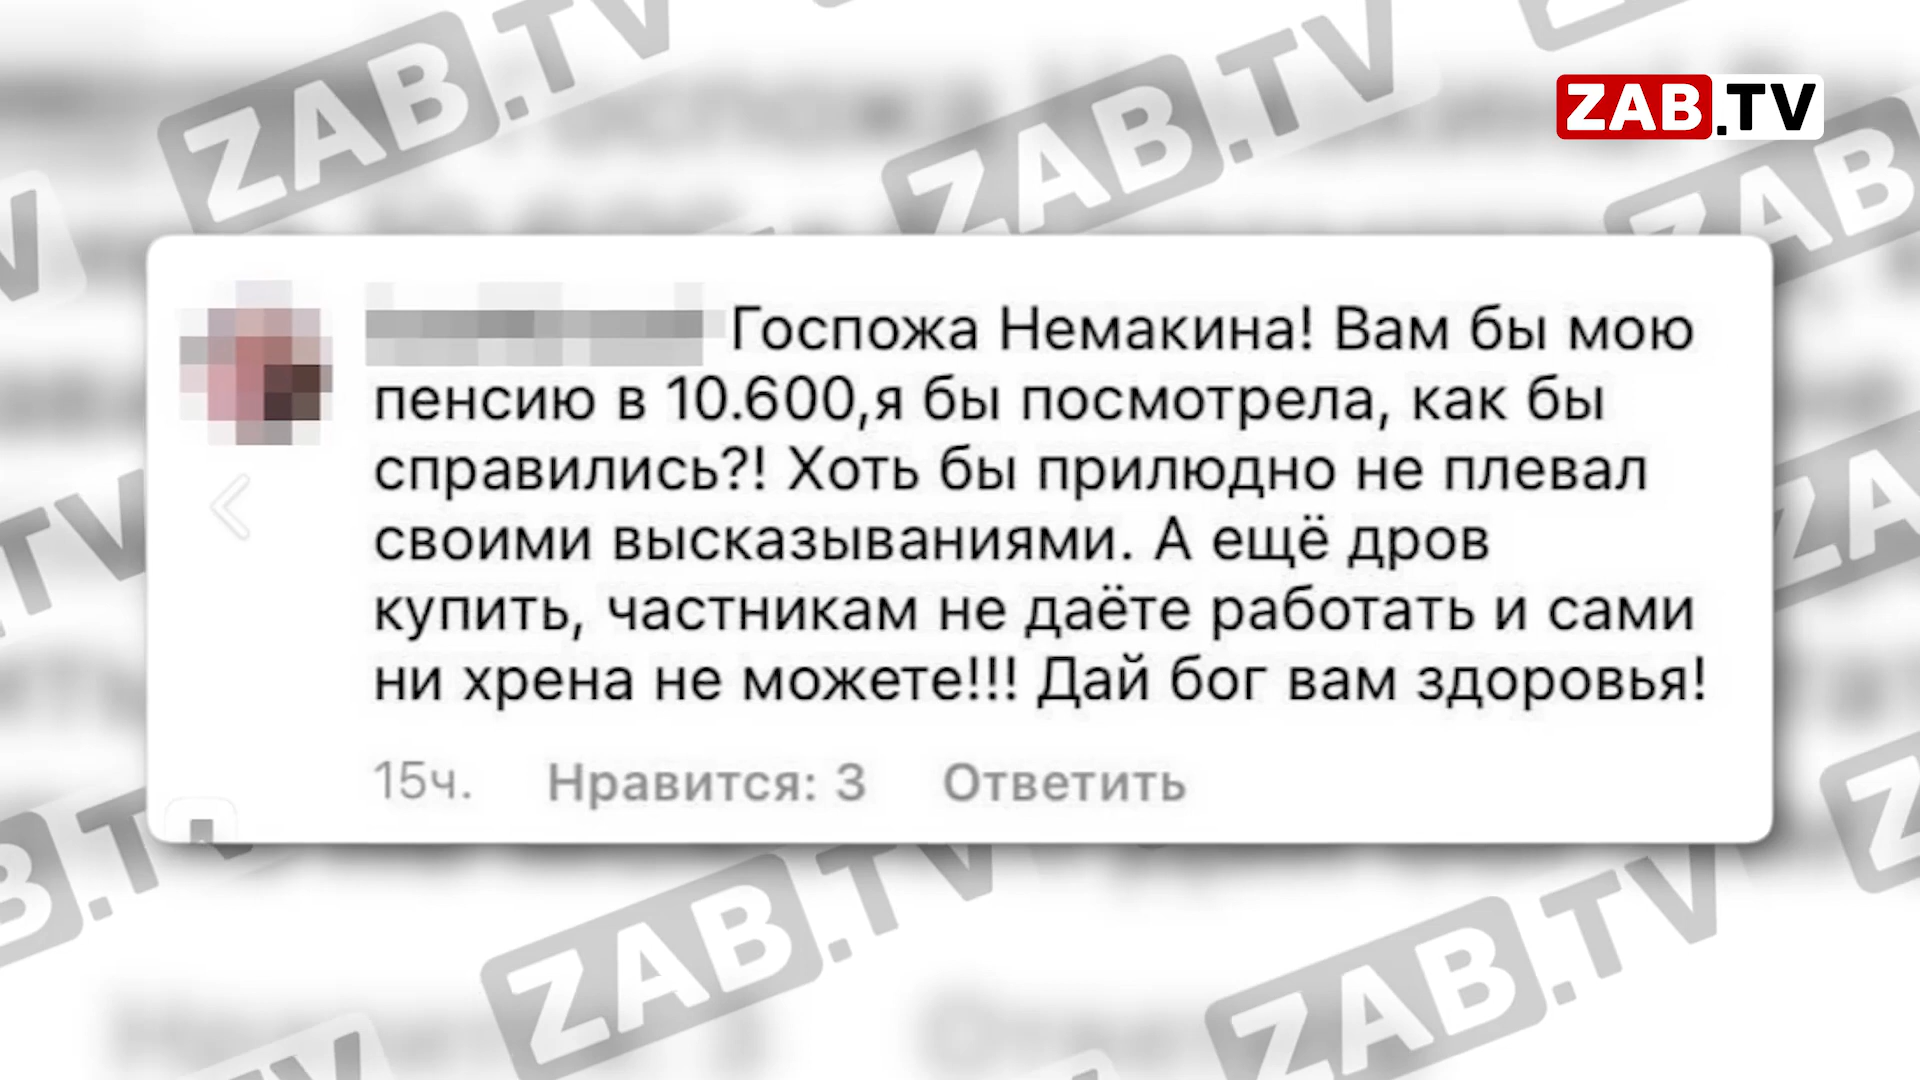 ZAB.TV
Госпожа Немакина! Вам бы мою
пенсию в 10.600,я бы посмотрела, как бы
справились?! Хоть бы прилюдно не плевал
своими высказываниями. А ещё дров
купить, частникам не даёте работать и сами
ни хрена не можете!!! Дай бог вам здоровья!
15ч. Нравится: 3 Ответить